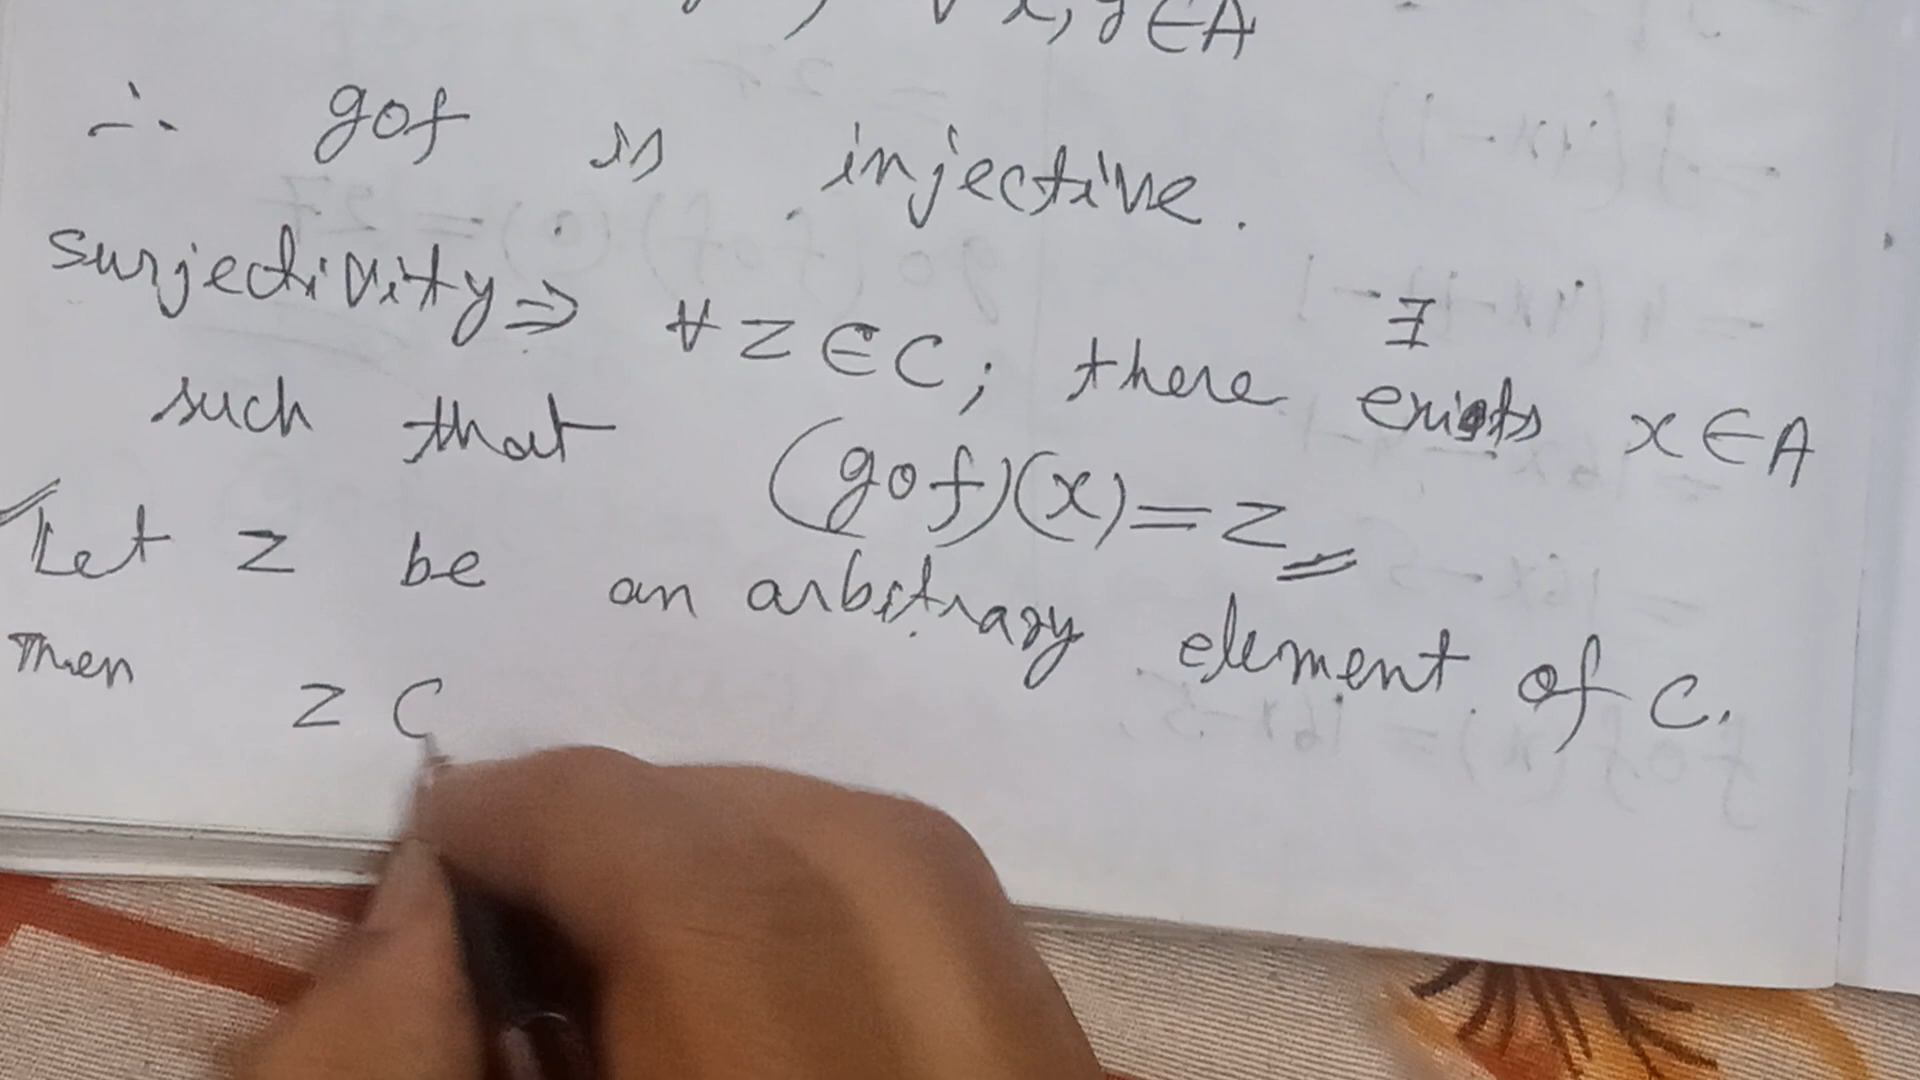 ∀ x, y ∈ A
∴ gof is injective.
surjectivity ⇒ ∀ z ∈ C; there exists x ∈ A
∃
such that (gof)(x) = z
Let z be an arbitrary element of C.
Then z C